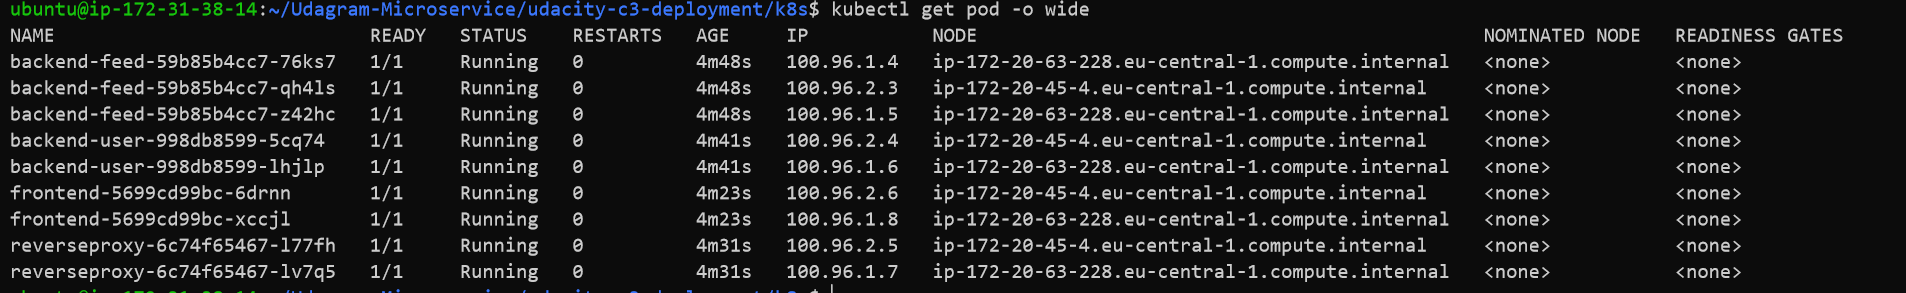 ubuntu@ip-172-31-38-14:~/Udagram-Microservice/udacity-c3-deployment/k8s$ kubectl get pod -o wide
NAME READY STATUS RESTARTS AGE IP NODE NOMINATED NODE READINESS GATES
backend-feed-59b85b4cc7-76ks7 1/1 Running 0 4m48s 100.96.1.4 ip-172-20-63-228.eu-central-1.compute.internal <none> <none>
backend-feed-59b85b4cc7-qh4ls 1/1 Running 0 4m48s 100.96.2.3 ip-172-20-45-4.eu-central-1.compute.internal <none> <none>
backend-feed-59b85b4cc7-z42hc 1/1 Running 0 4m48s 100.96.1.5 ip-172-20-63-228.eu-central-1.compute.internal <none> <none>
backend-user-998db8599-5cq74 1/1 Running 0 4m41s 100.96.2.4 ip-172-20-45-4.eu-central-1.compute.internal <none> <none>
backend-user-998db8599-lhjlp 1/1 Running 0 4m41s 100.96.1.6 ip-172-20-63-228.eu-central-1.compute.internal <none> <none>
frontend-5699cd99bc-6drnn 1/1 Running 0 4m23s 100.96.2.6 ip-172-20-45-4.eu-central-1.compute.internal <none> <none>
frontend-5699cd99bc-xccjl 1/1 Running 0 4m23s 100.96.1.8 ip-172-20-63-228.eu-central-1.compute.internal <none> <none>
reverseproxy-6c74f65467-l77fh 1/1 Running 0 4m31s 100.96.2.5 ip-172-20-45-4.eu-central-1.compute.internal <none> <none>
reverseproxy-6c74f65467-lv7q5 1/1 Running 0 4m31s 100.96.1.7 ip-172-20-63-228.eu-central-1.compute.internal <none> <none>